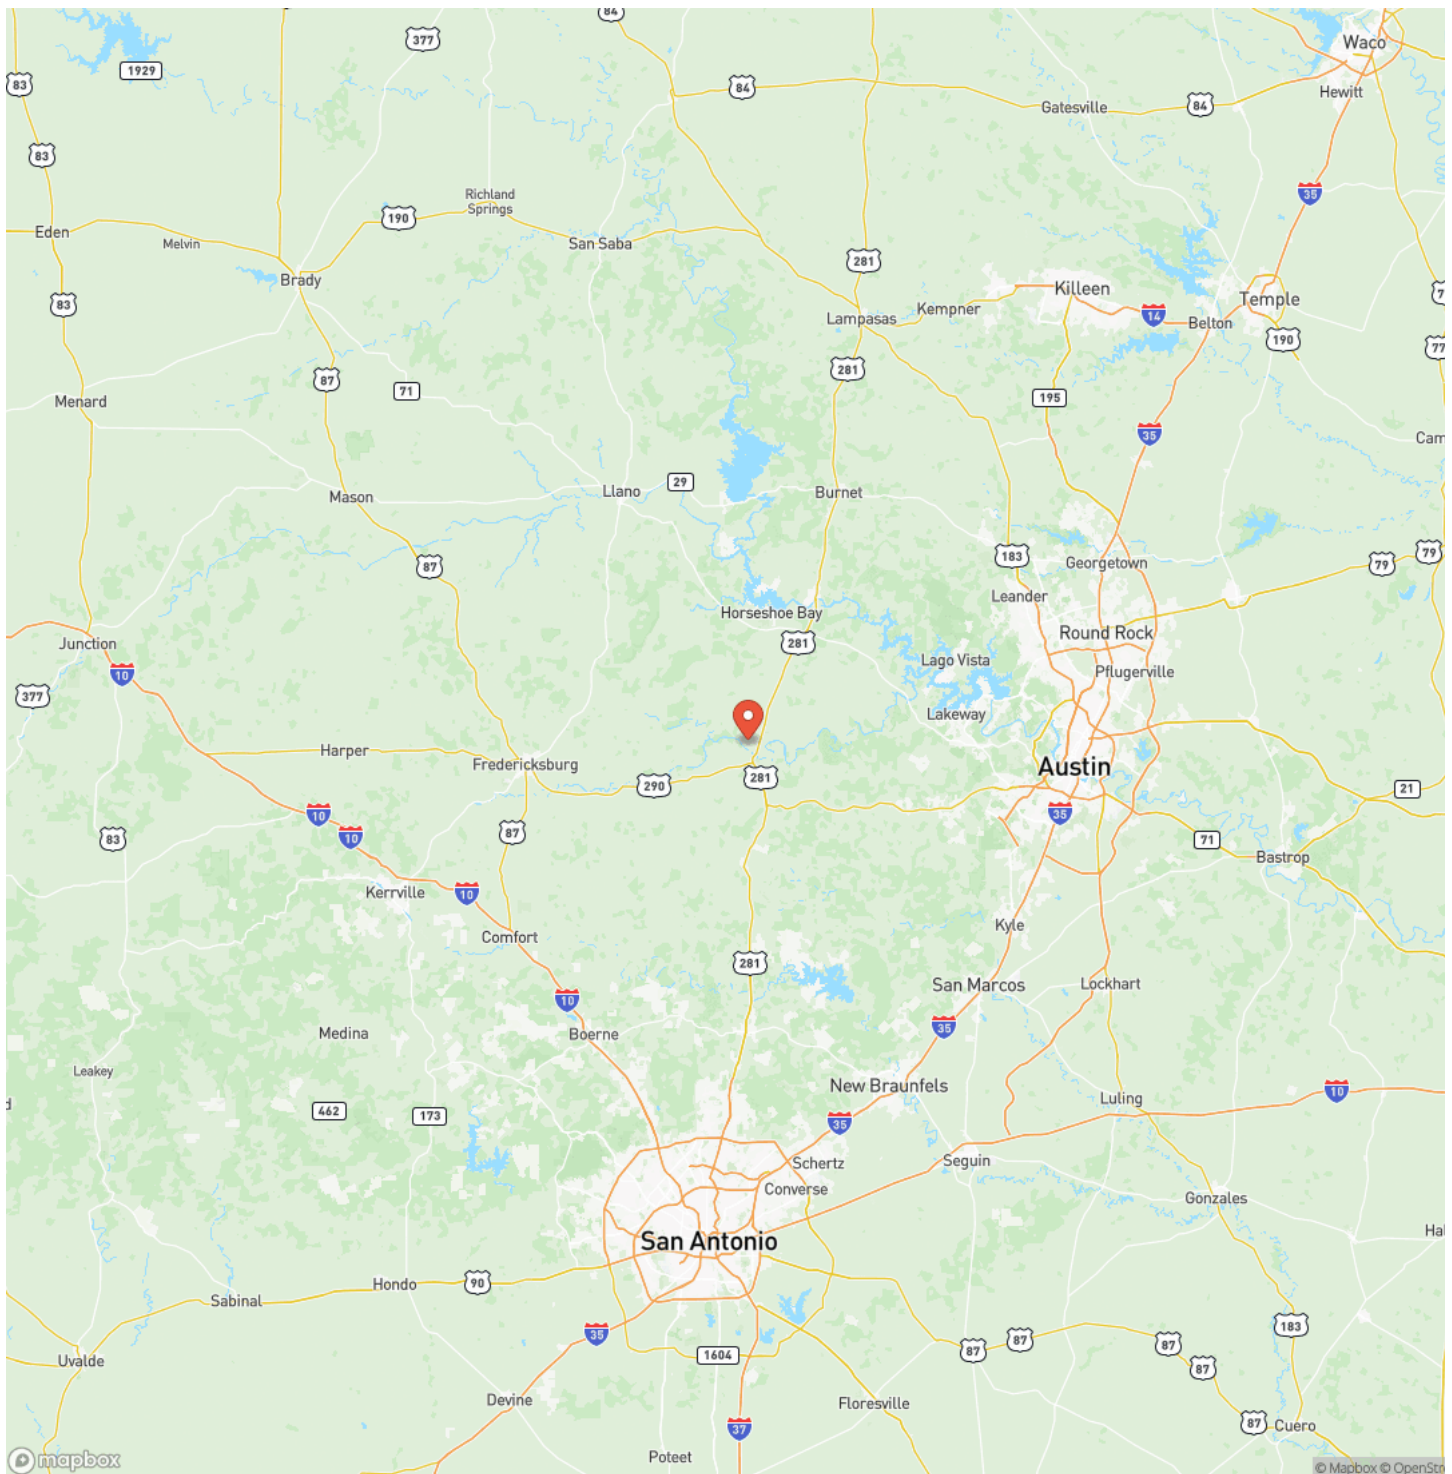 84
377
1929
83
84
Waco
Hewitt
Gatesville
84
83
35
Richland
Springs
190
Eden
Melvin
San Saba
281
Brady
83
Killeen
Temple
Kempner
Lampasas
14
Belton
190
77
281
87
71
195
Menard
35
Cam
29
Llano
Burnet
Mason
87
183
79
79
Georgetown
Leander
Horseshoe Bay
Round Rock
281
Junction
10
377
Lago Vista
Pflugerville
Lakeway
Harper
Fredericksburg
290
281
Austin
21
10
10
83
87
35
71
Bastrop
Kerrville
10
Comfort
Kyle
281
San Marcos
Lockhart
10
35
Medina
Boerne
Leakey
New Braunfels
10
d
462
173
35
Luling
Schertz
Seguin
Converse
Gonzales
San Antonio
Hal
Hondo
90
Sabinal
35
1604
87
87
87
87
183
Uvalde
Devine
Floresville
37
87
Cuero
Poteet
mapbox
© Mapbox © OpenStre